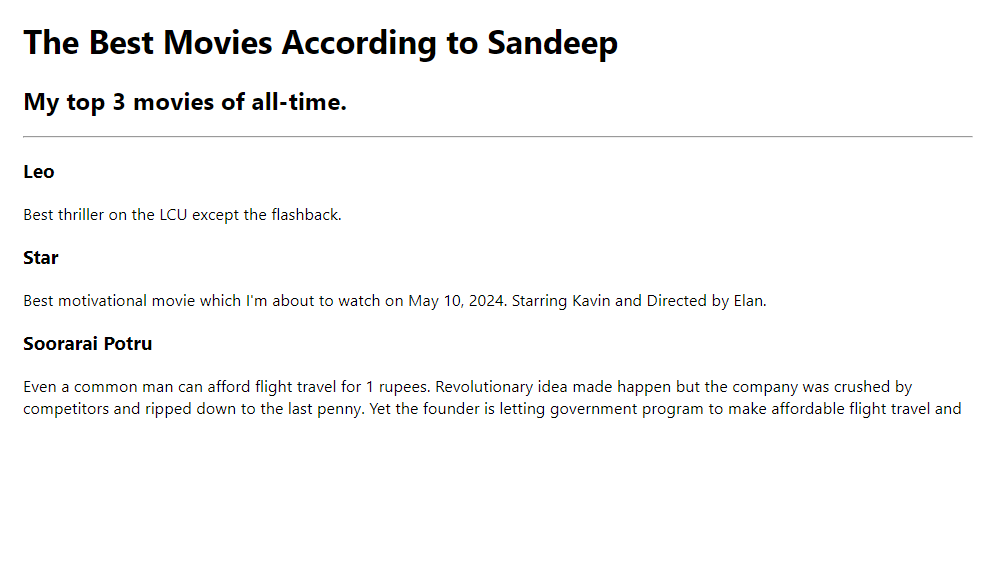 The Best Movies According to Sandeep
My top 3 movies of all-time.
Leo
Best thriller on the LCU except the flashback.
Star
Best motivational movie which I'm about to watch on May 10, 2024. Starring Kavin and Directed by Elan.
Soorarai Potru
Even a common man can afford flight travel for 1 rupees. Revolutionary idea made happen but the company was crushed by
competitors and ripped down to the last penny. Yet the founder is letting government program to make affordable flight travel and